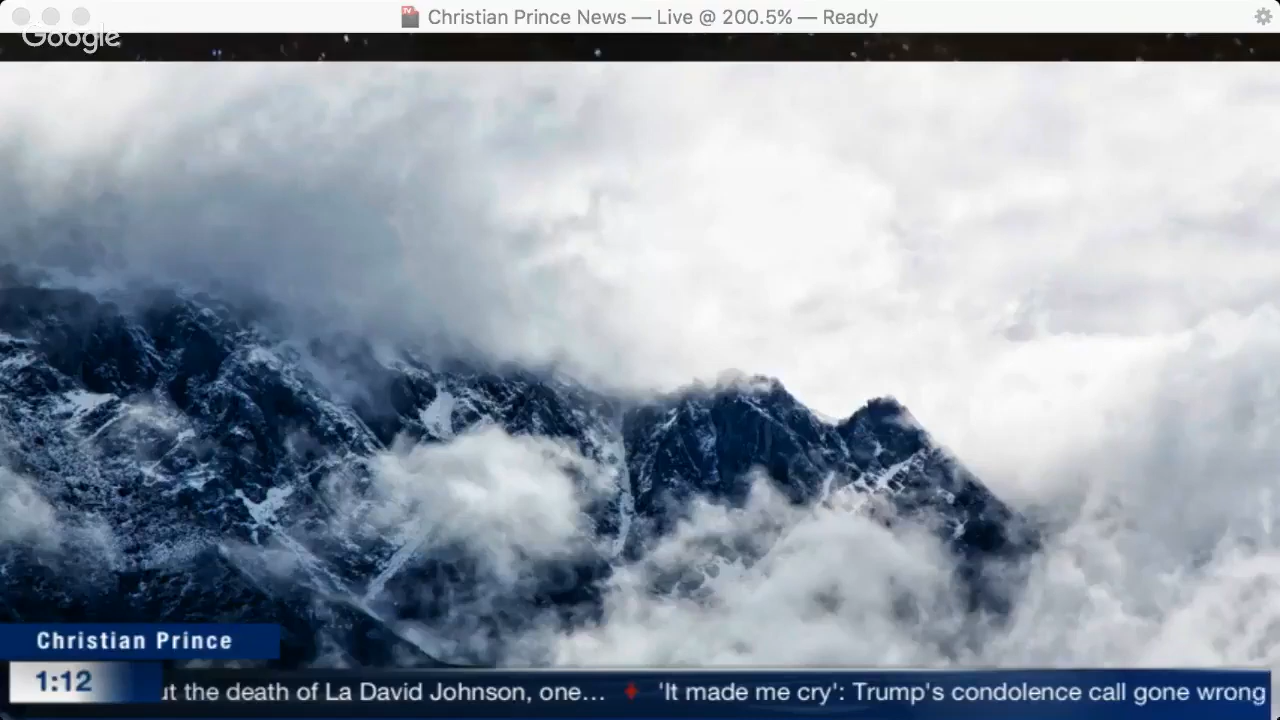 Christian Prince News — Live @ 200.5% — Ready
Google
Christian Prince
1:12
ut the death of La David Johnson, one… ♦ 'It made me cry': Trump's condolence call gone wrong